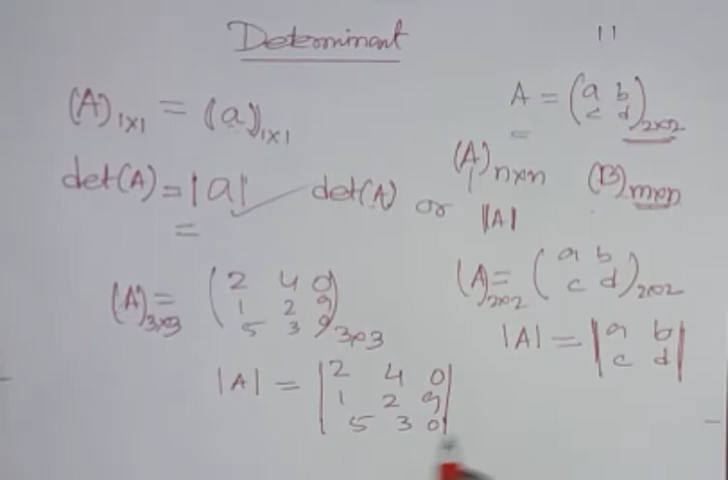 Determinant 11
(A)1x1 = (a)1x1
A = (a b
c d)2x2
det(A) = |a| det(A) or |A|
(A)nxn (B)mxn
(A)3x3 = (2 4 0
1 2 9
5 3 9)3x3
(A)2x2 = (a b
c d)2x2
|A| = |a b
c d|
|A| = |2 4 0
1 2 9
5 3 0|